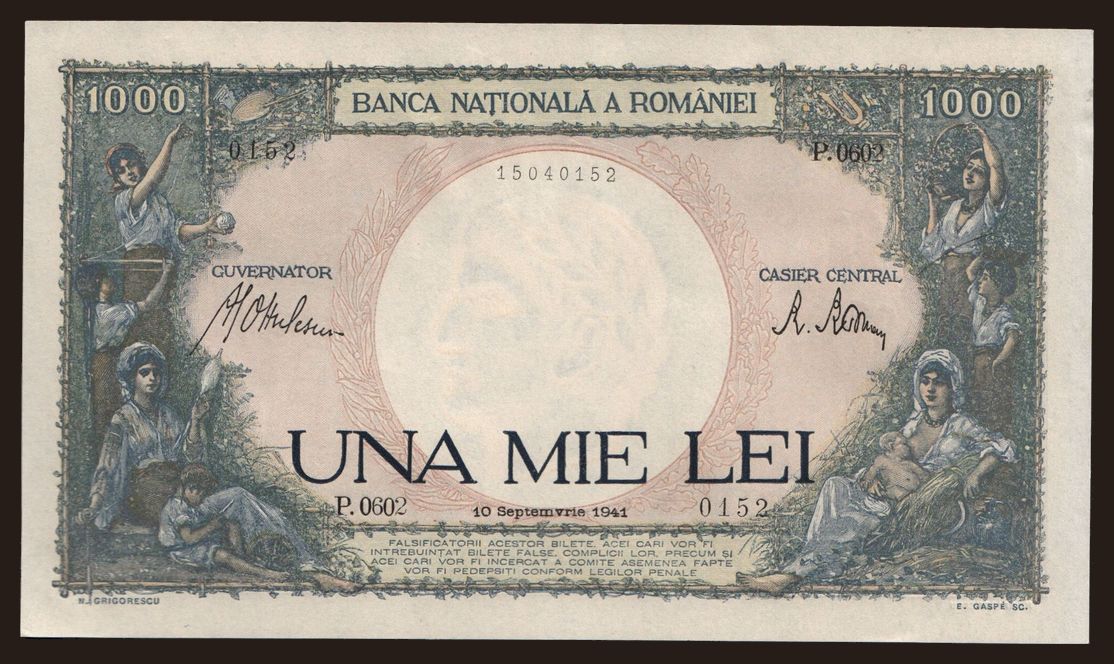 1000
BANCA NAȚIONALĂ A ROMÂNIEI
1000
0152
P.0602
15040152
GUVERNATOR
CASIER CENTRAL
UNA MIE LEI
P.0602
10 Septemvrie 1941
0152
FALSIFICATORII ACESTOR BILETE, ACEI CARI VOR FI
INTREBUINȚAT BILETE FALSE, COMPLICII LOR, PRECUM ȘI
ACEI CARI VOR FI INCERCAT A COMITE ASEMENEA FAPTE
VOR FI PEDEPSIȚI CONFORM LEGILOR PENALE
N. GRIGORESCU
E. GASPÉ SC.